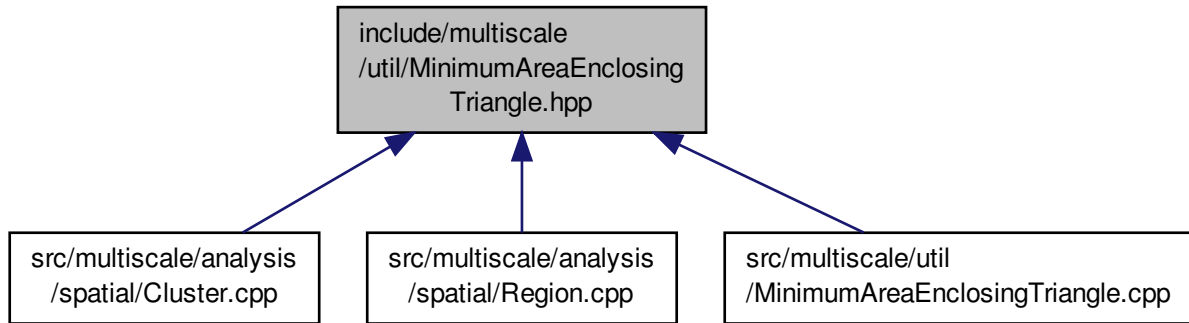 include/multiscale
/util/MinimumAreaEnclosing
Triangle.hpp
src/multiscale/analysis
/spatial/Cluster.cpp
src/multiscale/analysis
/spatial/Region.cpp
src/multiscale/util
/MinimumAreaEnclosingTriangle.cpp